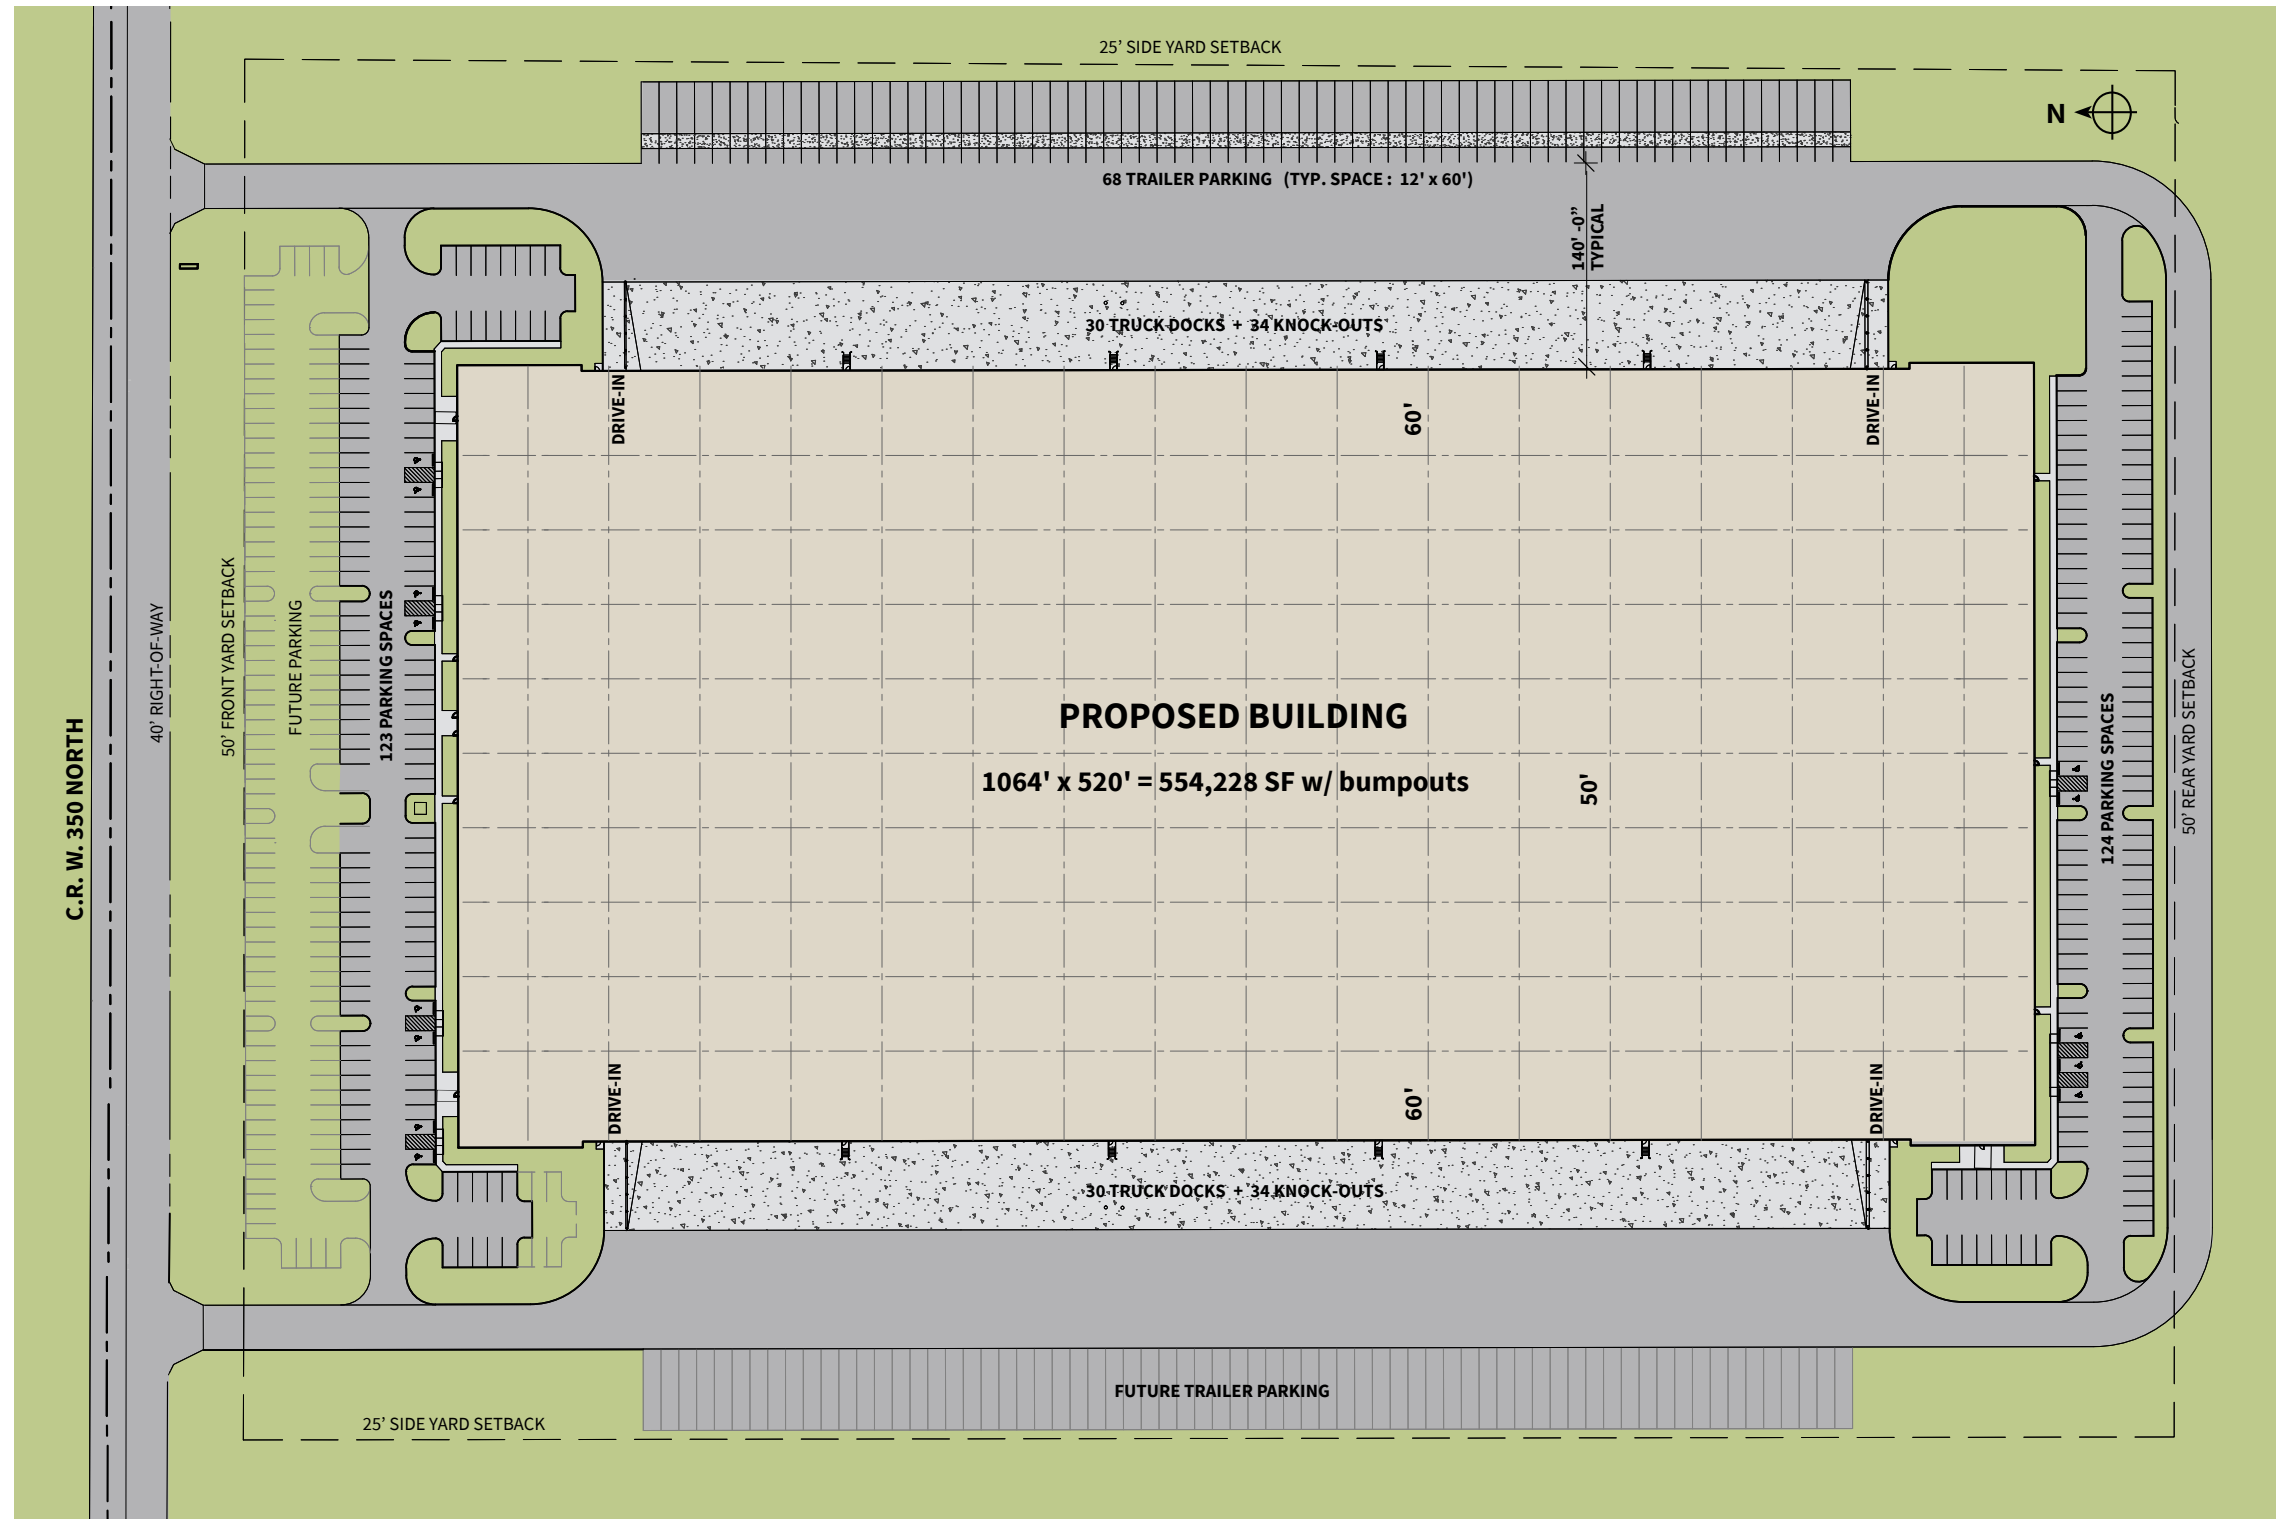 25’ SIDE YARD SETBACK
N
68 TRAILER PARKING (TYP. SPACE : 12' x 60')
140' -0”
TYPICAL
30 TRUCK DOCKS + 34 KNOCK-OUTS
DRIVE-IN
60'
DRIVE-IN
C.R. W. 350 NORTH
40’ RIGHT-OF-WAY
50’ FRONT YARD SETBACK
FUTURE PARKING
123 PARKING SPACES
PROPOSED BUILDING
1064' x 520' = 554,228 SF w/ bumpouts
50'
124 PARKING SPACES
50’ REAR YARD SETBACK
DRIVE-IN
60'
DRIVE-IN
30 TRUCK DOCKS + 34 KNOCK-OUTS
FUTURE TRAILER PARKING
25’ SIDE YARD SETBACK